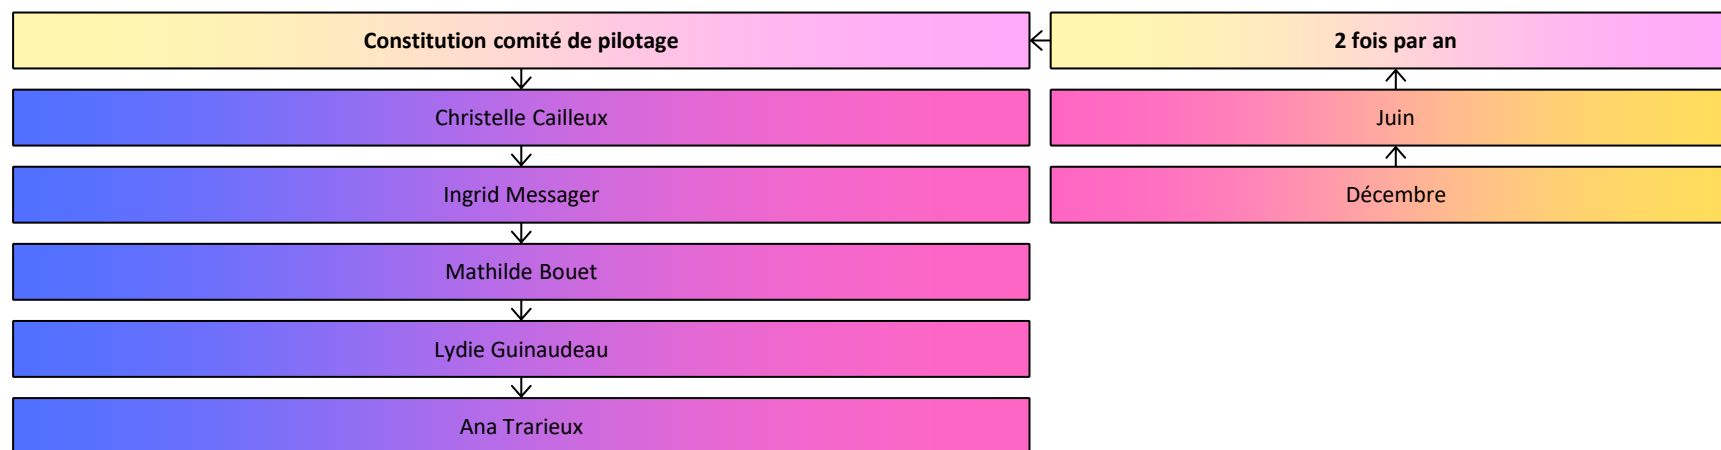 Constitution comité de pilotage
Christelle Cailleux
Ingrid Messager
Mathilde Bouet
Lydie Guinaudeau
Ana Trarieux
2 fois par an
Juin
Décembre